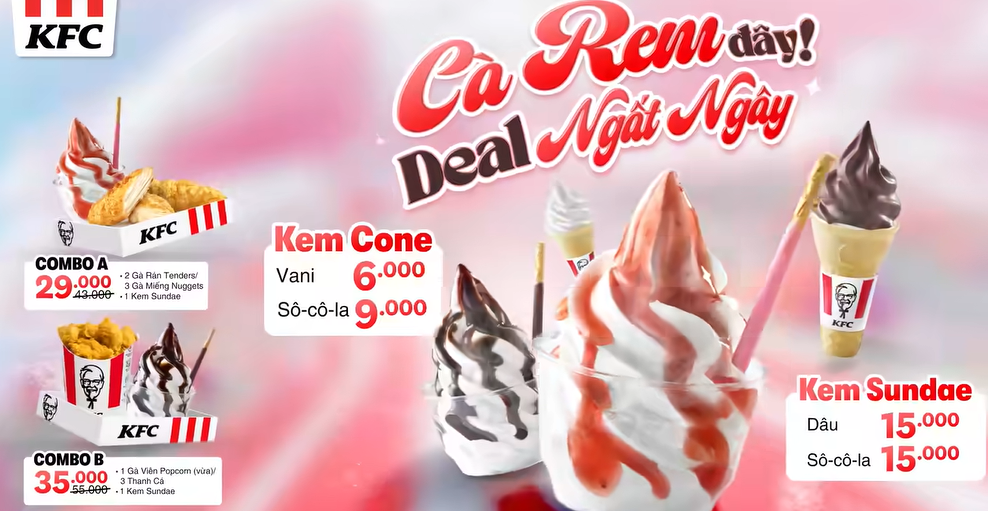 KFC
Cà Rem đây!
Deal Ngất Ngây
KFC
COMBO A
29.000
43.000
• 2 Gà Rán Tenders/
3 Gà Miếng Nuggets
• 1 Kem Sundae
Kem Cone
Vani 6.000
Sô-cô-la 9.000
KFC
KFC
COMBO B
35.000
55.000
• 1 Gà Viên Popcorn (vừa)/
3 Thanh Cá
• 1 Kem Sundae
Kem Sundae
Dâu 15.000
Sô-cô-la 15.000